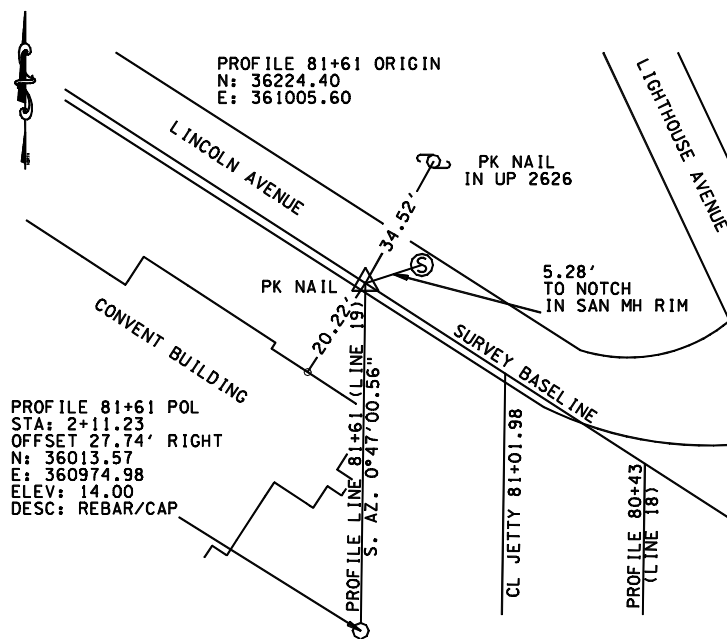 PROFILE 81+61 ORIGIN
N: 36224.40
E: 361005.60
LIGHTHOUSE AVENUE
LINCOLN AVENUE
PK NAIL
IN UP 2626
34.52'
S
5.28'
TO NOTCH
IN SAN MH RIM
PK NAIL
20.22'
CONVENT BUILDING
SURVEY BASELINE
PROFILE 81+61 POL
STA: 2+11.23
OFFSET 27.74' RIGHT
N: 36013.57
E: 360974.98
ELEV: 14.00
DESC: REBAR/CAP
PROFILE LINE 81+61 (LINE 19)
S. AZ. 0°47'00.56"
CL JETTY 81+01.98
PROFILE 80+43
(LINE 18)